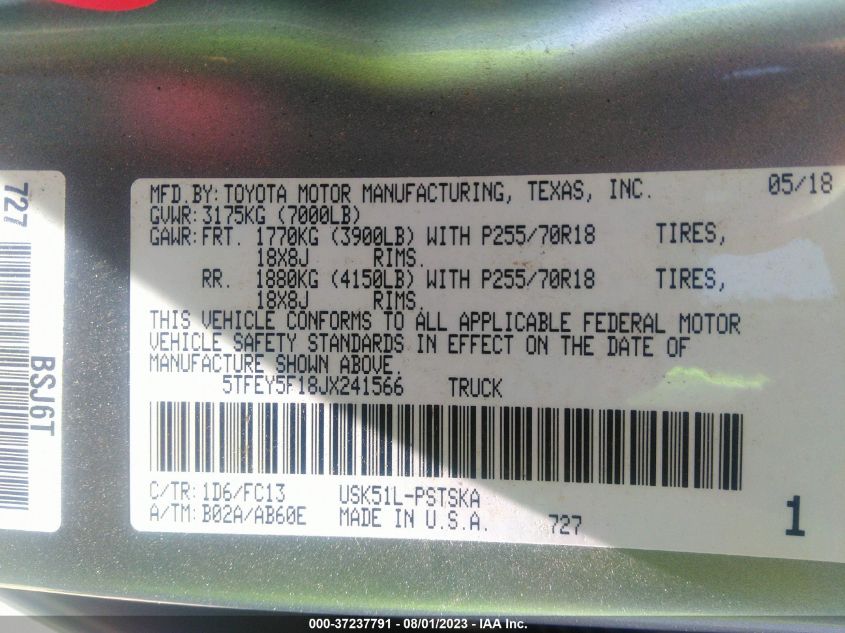 727
BSJ6T
MFD.BY:TOYOTA MOTOR MANUFACTURING, TEXAS, INC. 05/18
GVWR:3175KG (7000LB)
GAWR:FRT. 1770KG (3900LB) WITH P255/70R18 TIRES,
18X8J RIMS.
RR. 1880KG (4150LB) WITH P255/70R18 TIRES,
18X8J RIMS.
THIS VEHICLE CONFORMS TO ALL APPLICABLE FEDERAL MOTOR
VEHICLE SAFETY STANDARDS IN EFFECT ON THE DATE OF
MANUFACTURE SHOWN ABOVE.
5TFEY5F18JX241566 TRUCK
C/TR:1D6/FC13 USK51L-PSTSKA
A/TM:B02A/AB60E MADE IN U.S.A. 727 1
000-37237791 - 08/01/2023 - IAA Inc.